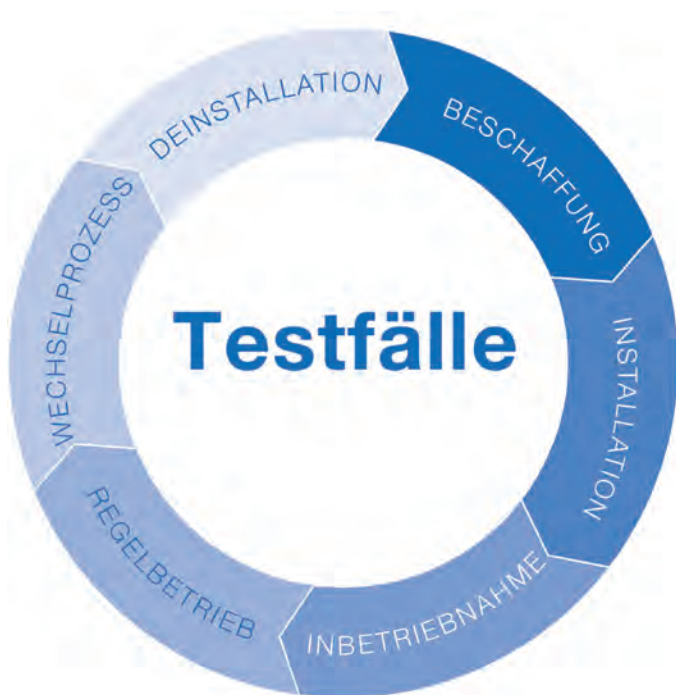 Testfälle
BESCHAFFUNG
INSTALLATION
INBETRIEBNAHME
REGELBETRIEB
WECHSELPROZESS
DEINSTALLATION